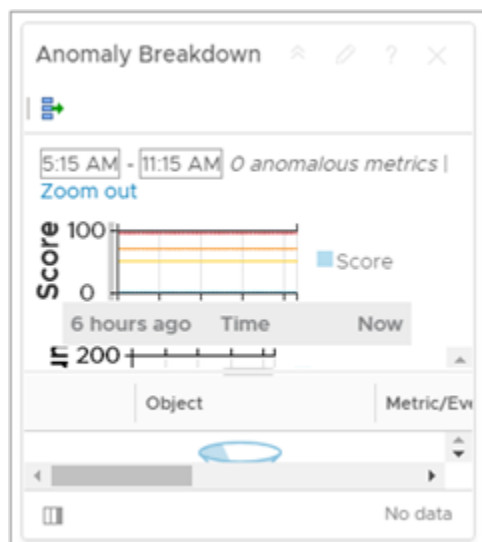 Anomaly Breakdown
5:15 AM - 11:15 AM 0 anomalous metrics |
Zoom out
Score
100
0
Score
6 hours ago Time Now
200
Object Metric/Eve
No data